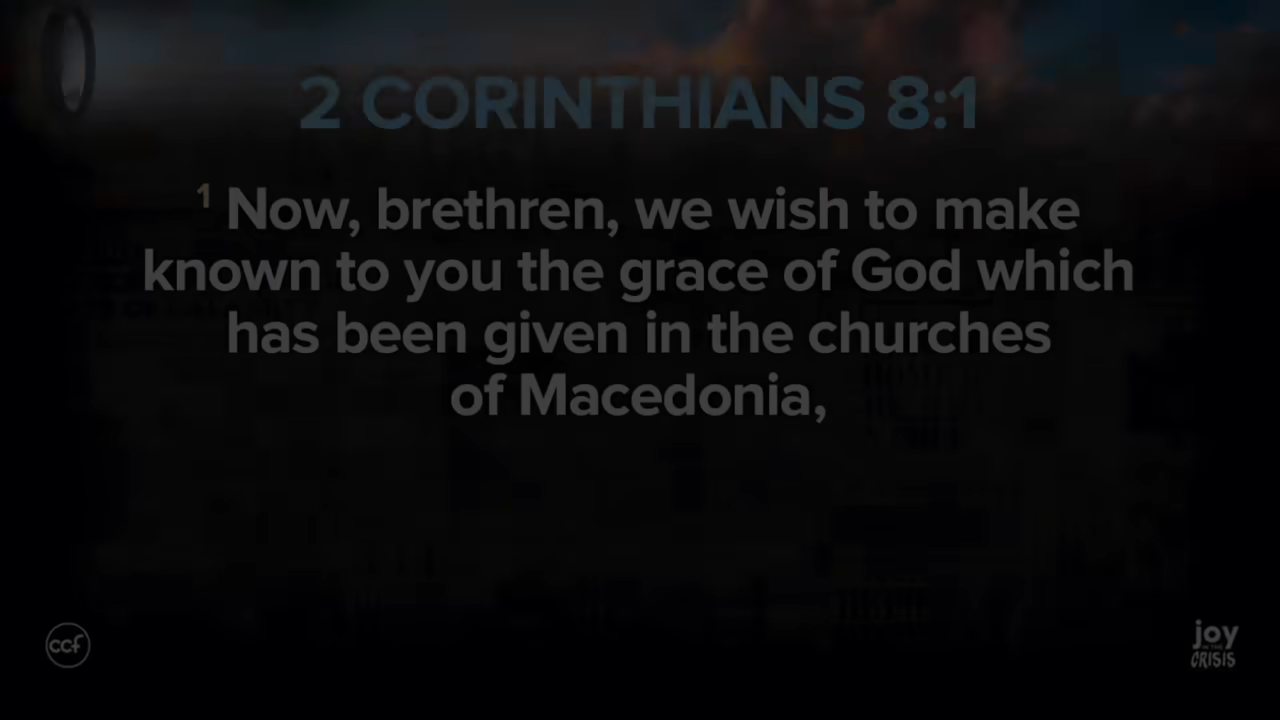 2 CORINTHIANS 8:1
1 Now, brethren, we wish to make
known to you the grace of God which
has been given in the churches
of Macedonia,
ccf
joy
CRISIS